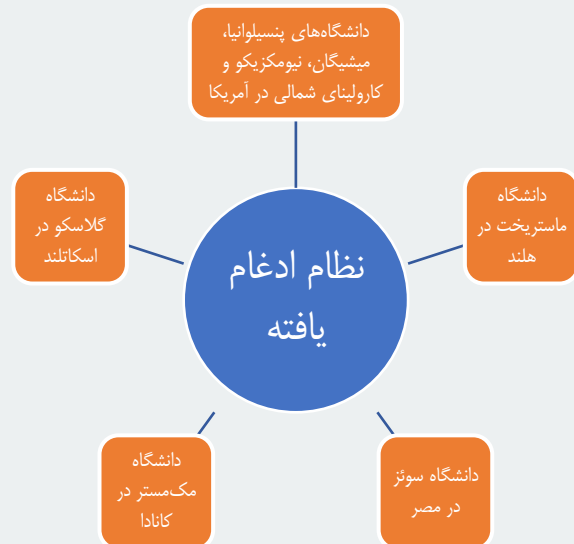 دانشگاه‌های پنسیلوانیا،
میشیگان، نیومکزیکو و
کارولینای شمالی در آمریکا
دانشگاه
ماستریخت در
هلند
دانشگاه
گلاسکو در
اسکاتلند
نظام ادغام
یافته
دانشگاه سوئز
در مصر
دانشگاه
مک‌مستر در
کانادا